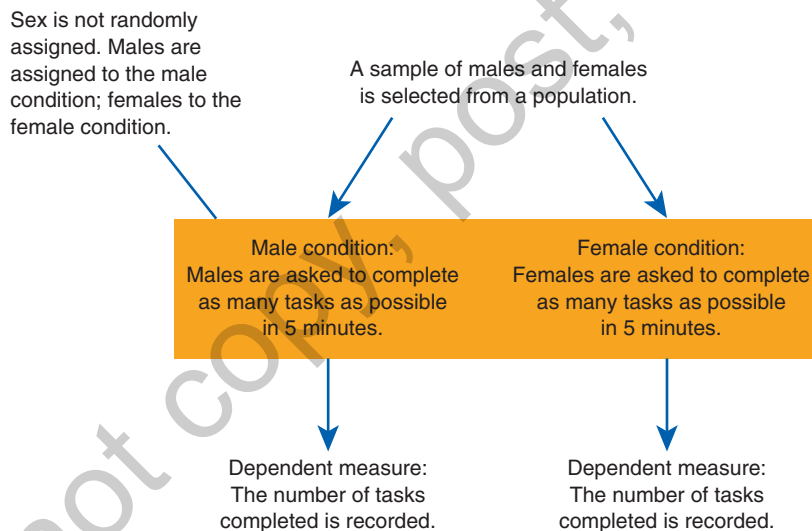 Sex is not randomly
assigned. Males are
assigned to the male
condition; females to the
female condition.
A sample of males and females
is selected from a population.
Male condition:
Males are asked to complete
as many tasks as possible
in 5 minutes.
Female condition:
Females are asked to complete
as many tasks as possible
in 5 minutes.
Dependent measure:
The number of tasks
completed is recorded.
Dependent measure:
The number of tasks
completed is recorded.
not copy, post,